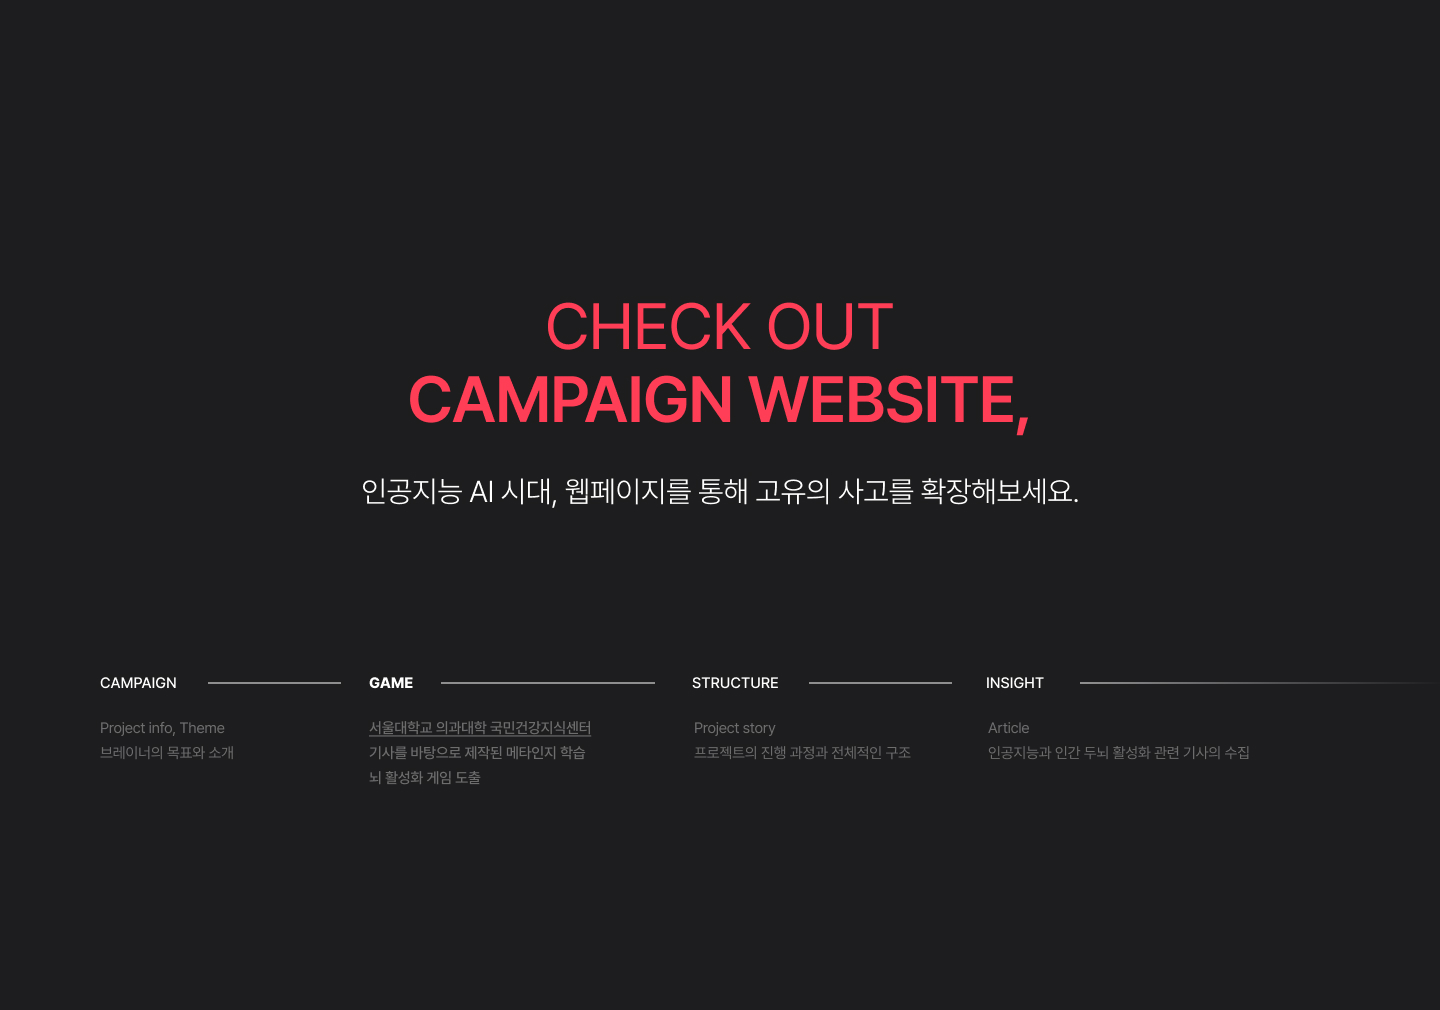 CHECK OUT
CAMPAIGN WEBSITE,
인공지능 AI 시대, 웹페이지를 통해 고유의 사고를 확장해보세요.
CAMPAIGN
Project info, Theme
브레이너의 목표와 소개
GAME
서울대학교 의과대학 국민건강지식센터
기사를 바탕으로 제작된 메타인지 학습
뇌 활성화 게임 도출
STRUCTURE
Project story
프로젝트의 진행 과정과 전체적인 구조
INSIGHT
Article
인공지능과 인간 두뇌 활성화 관련 기사의 수집